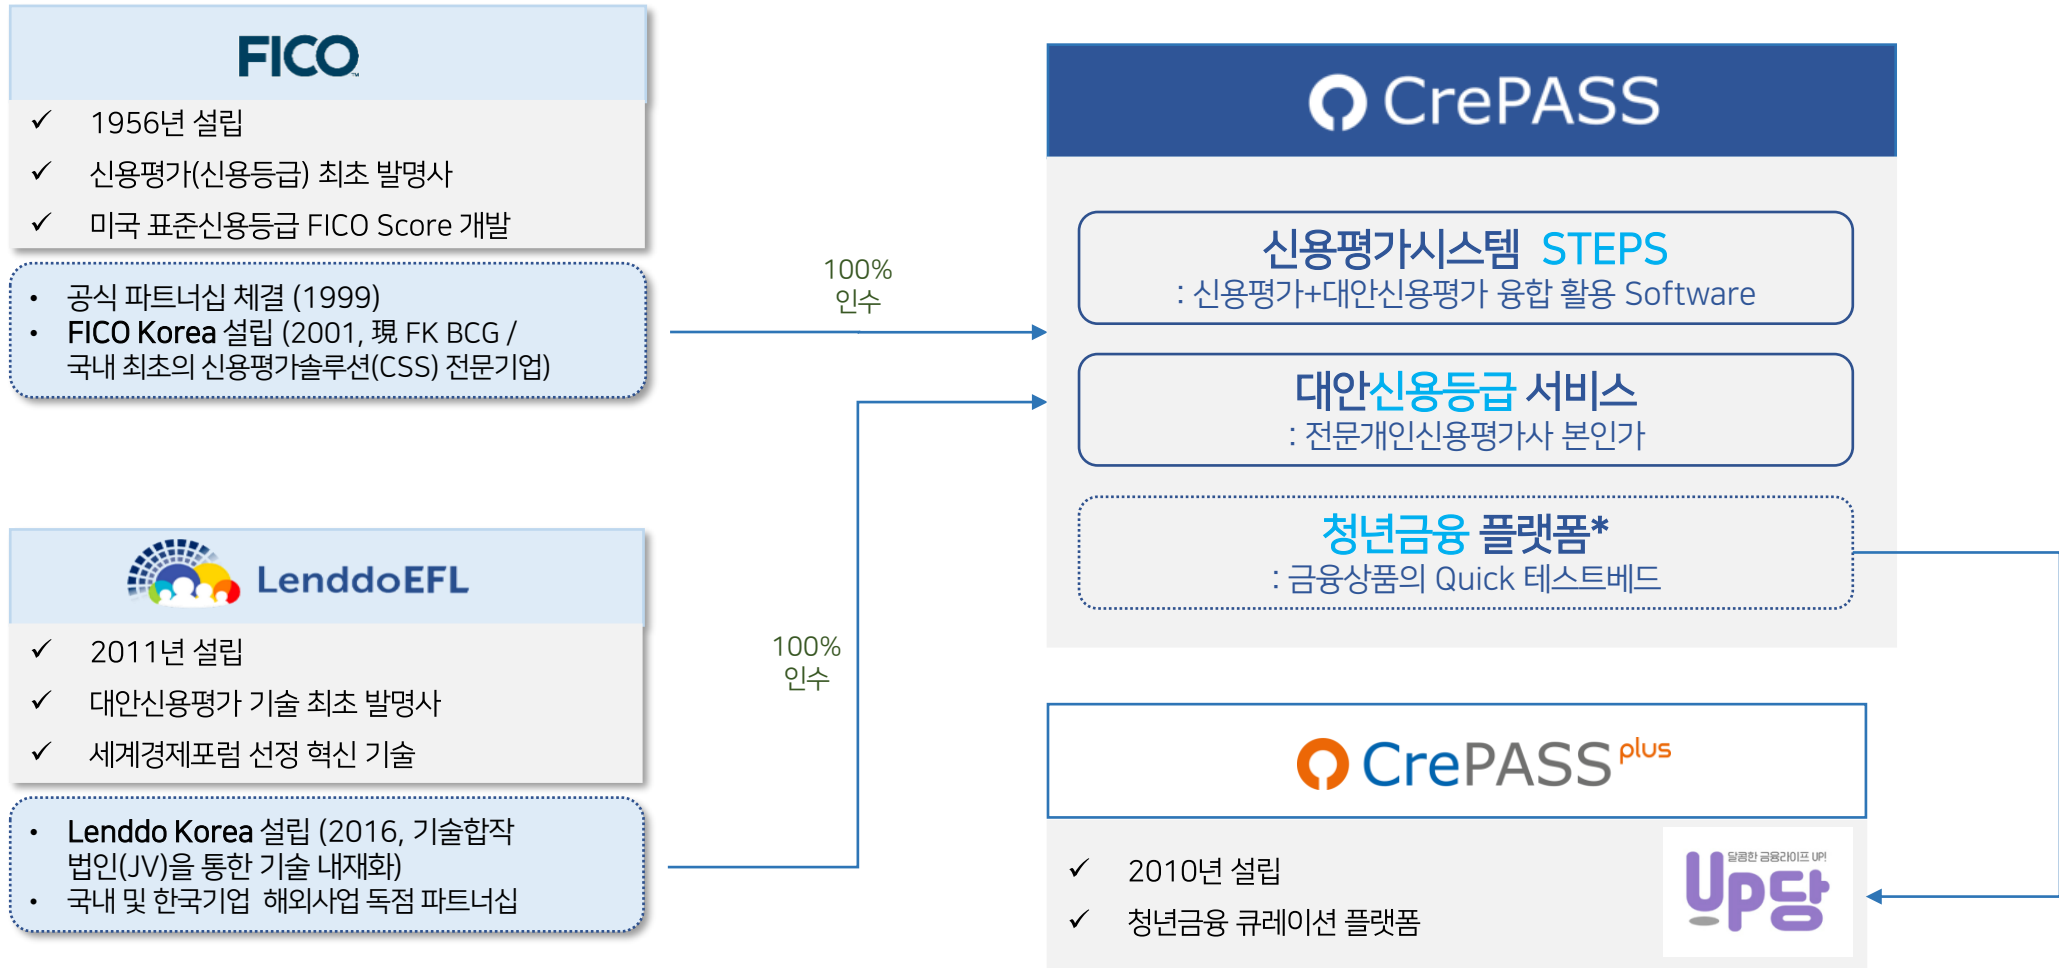 FICO™
✓ 1956년 설립
✓ 신용평가(신용등급) 최초 발명사
✓ 미국 표준신용등급 FICO Score 개발
• 공식 파트너십 체결 (1999)
• FICO Korea 설립 (2001, 現 FK BCG /
국내 최초의 신용평가솔루션(CSS) 전문기업)
LenddoEFL
✓ 2011년 설립
✓ 대안신용평가 기술 최초 발명사
✓ 세계경제포럼 선정 혁신 기술
• Lenddo Korea 설립 (2016, 기술합작
법인(JV)을 통한 기술 내재화)
• 국내 및 한국기업 해외사업 독점 파트너십
100%
인수
100%
인수
CrePASS
신용평가시스템 STEPS
: 신용평가+대안신용평가 융합 활용 Software
대안신용등급 서비스
: 전문개인신용평가사 본인가
청년금융 플랫폼*
: 금융상품의 Quick 테스트베드
CrePASS plus
✓ 2010년 설립
✓ 청년금융 큐레이션 플랫폼
달콤한 금융라이프 UP!
UP당